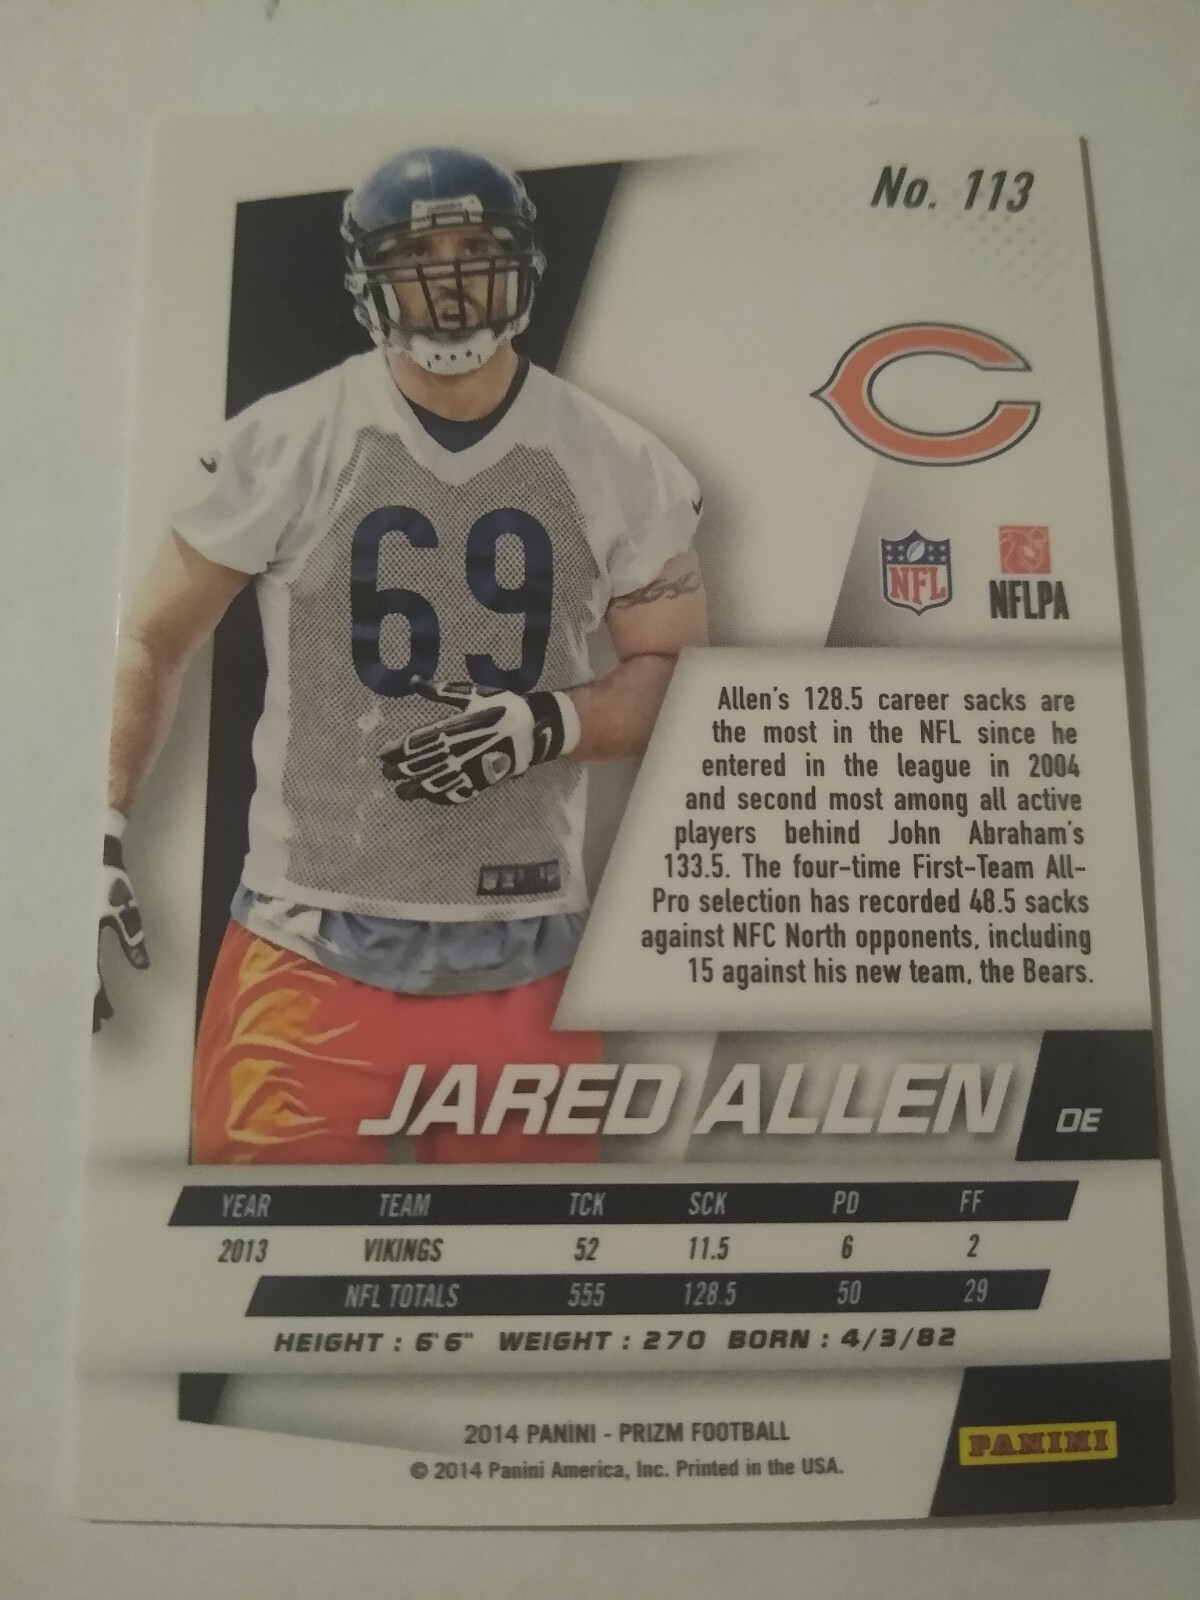 No. 113
C
NFL
NFLPA
69
Allen's 128.5 career sacks are
the most in the NFL since he
entered in the league in 2004
and second most among all active
players behind John Abraham's
133.5. The four-time First-Team All-
Pro selection has recorded 48.5 sacks
against NFC North opponents, including
15 against his new team, the Bears.
JARED ALLEN DE
YEAR TEAM TCK SCK PD FF
2013 VIKINGS 52 11.5 6 2
NFL TOTALS 555 128.5 50 29
HEIGHT : 6'6" WEIGHT : 270 BORN : 4/3/82
2014 PANINI - PRIZM FOOTBALL
© 2014 Panini America, Inc. Printed in the USA.
PANINI